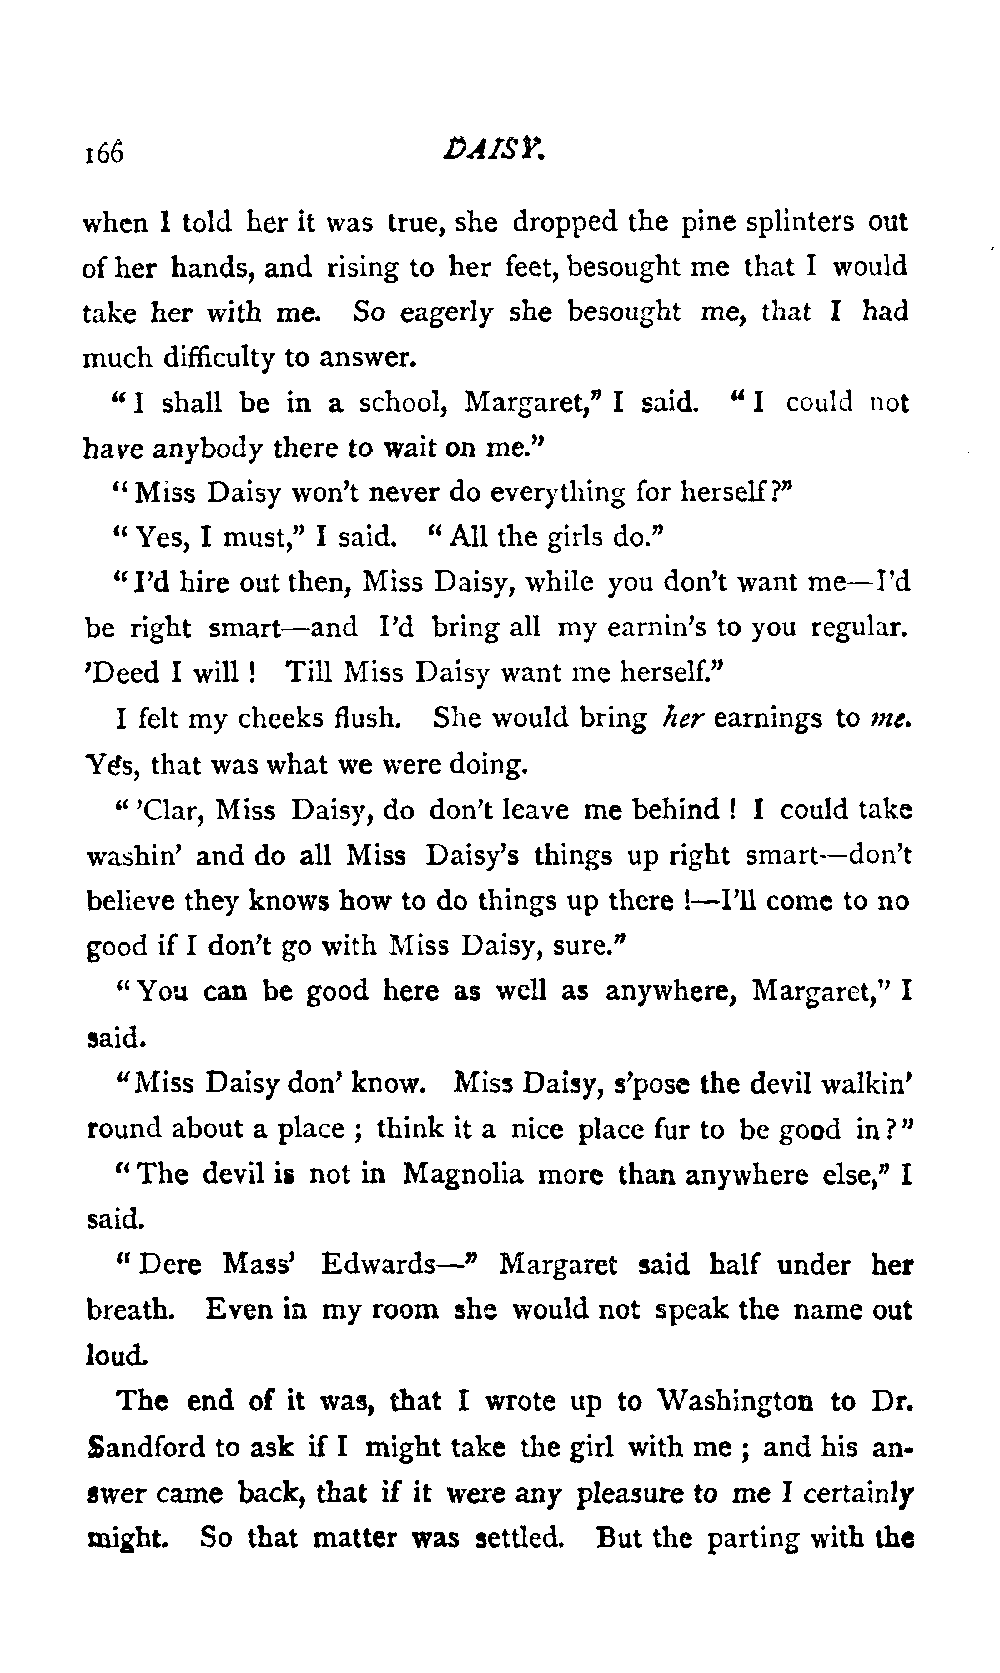 166 DAISY.
when I told her it was true, she dropped the pine splinters out
of her hands, and rising to her feet, besought me that I would
take her with me. So eagerly she besought me, that I had
much difficulty to answer.
“I shall be in a school, Margaret,” I said. “I could not
have anybody there to wait on me.”
“Miss Daisy won't never do everything for herself?”
“Yes, I must,” I said. “All the girls do.”
“I'd hire out then, Miss Daisy, while you don't want me—I'd
be right smart—and I'd bring all my earnin's to you regular.
'Deed I will! Till Miss Daisy want me herself.”
I felt my cheeks flush. She would bring her earnings to me.
Yes, that was what we were doing.
“'Clar, Miss Daisy, do don't leave me behind! I could take
washin' and do all Miss Daisy's things up right smart—don't
believe they knows how to do things up there!—I'll come to no
good if I don't go with Miss Daisy, sure.”
“You can be good here as well as anywhere, Margaret,” I
said.
“Miss Daisy don' know. Miss Daisy, s'pose the devil walkin'
round about a place; think it a nice place fur to be good in?”
“The devil is not in Magnolia more than anywhere else,” I
said.
“Dere Mass' Edwards—” Margaret said half under her
breath. Even in my room she would not speak the name out
loud.
The end of it was, that I wrote up to Washington to Dr.
Sandford to ask if I might take the girl with me; and his an-
swer came back, that if it were any pleasure to me I certainly
might. So that matter was settled. But the parting with the